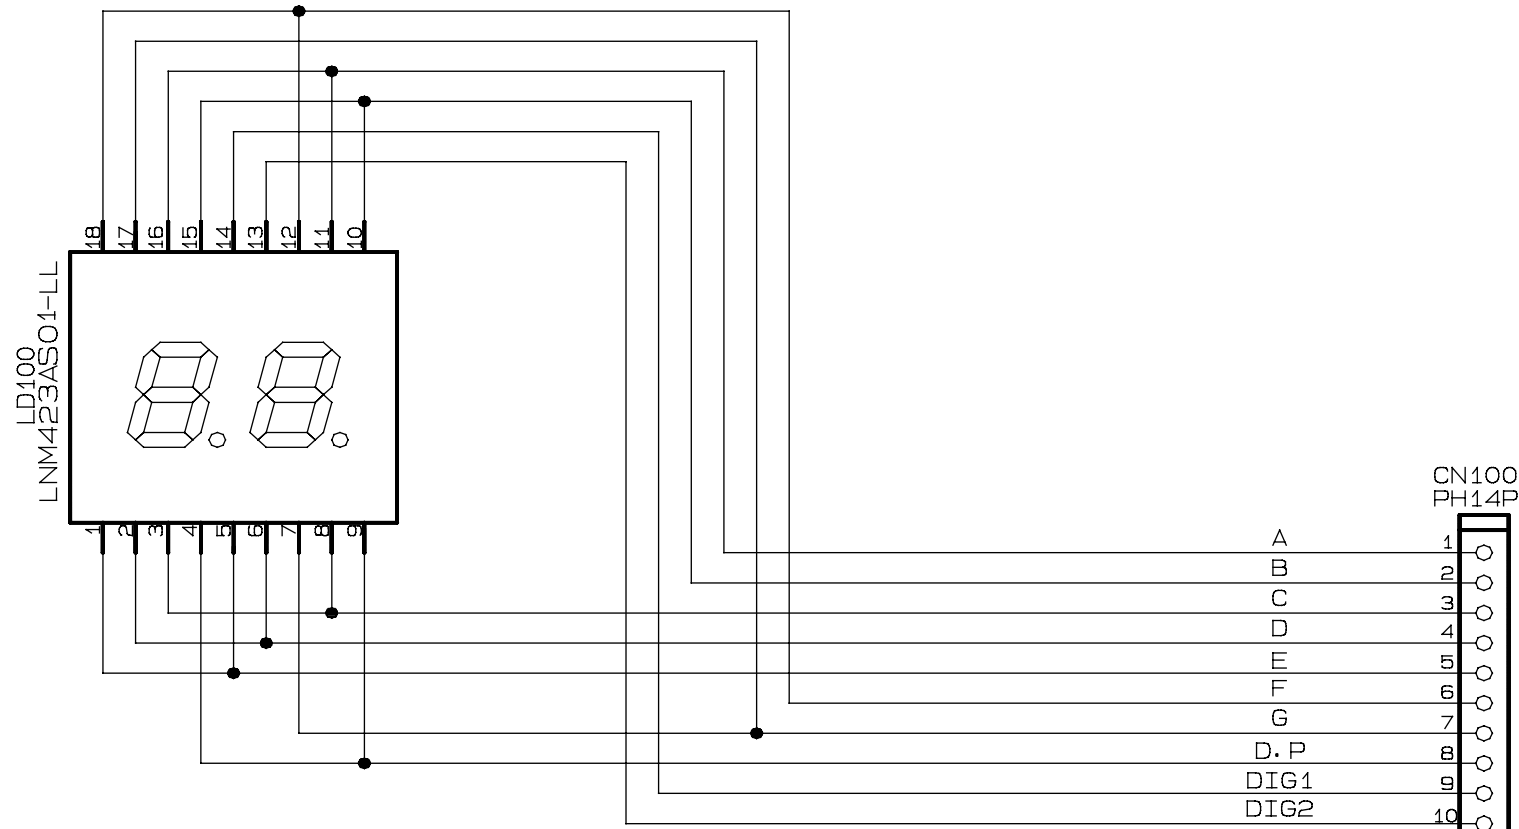 18 17 16 15 14 13 12 11 10
LD100
LNM423AS01-LL
1 2 3 4 5 6 7 8 9
CN100
PH14P
A 1
B 2
C 3
D 4
E 5
F 6
G 7
D.P 8
DIG1 9
DIG2 10